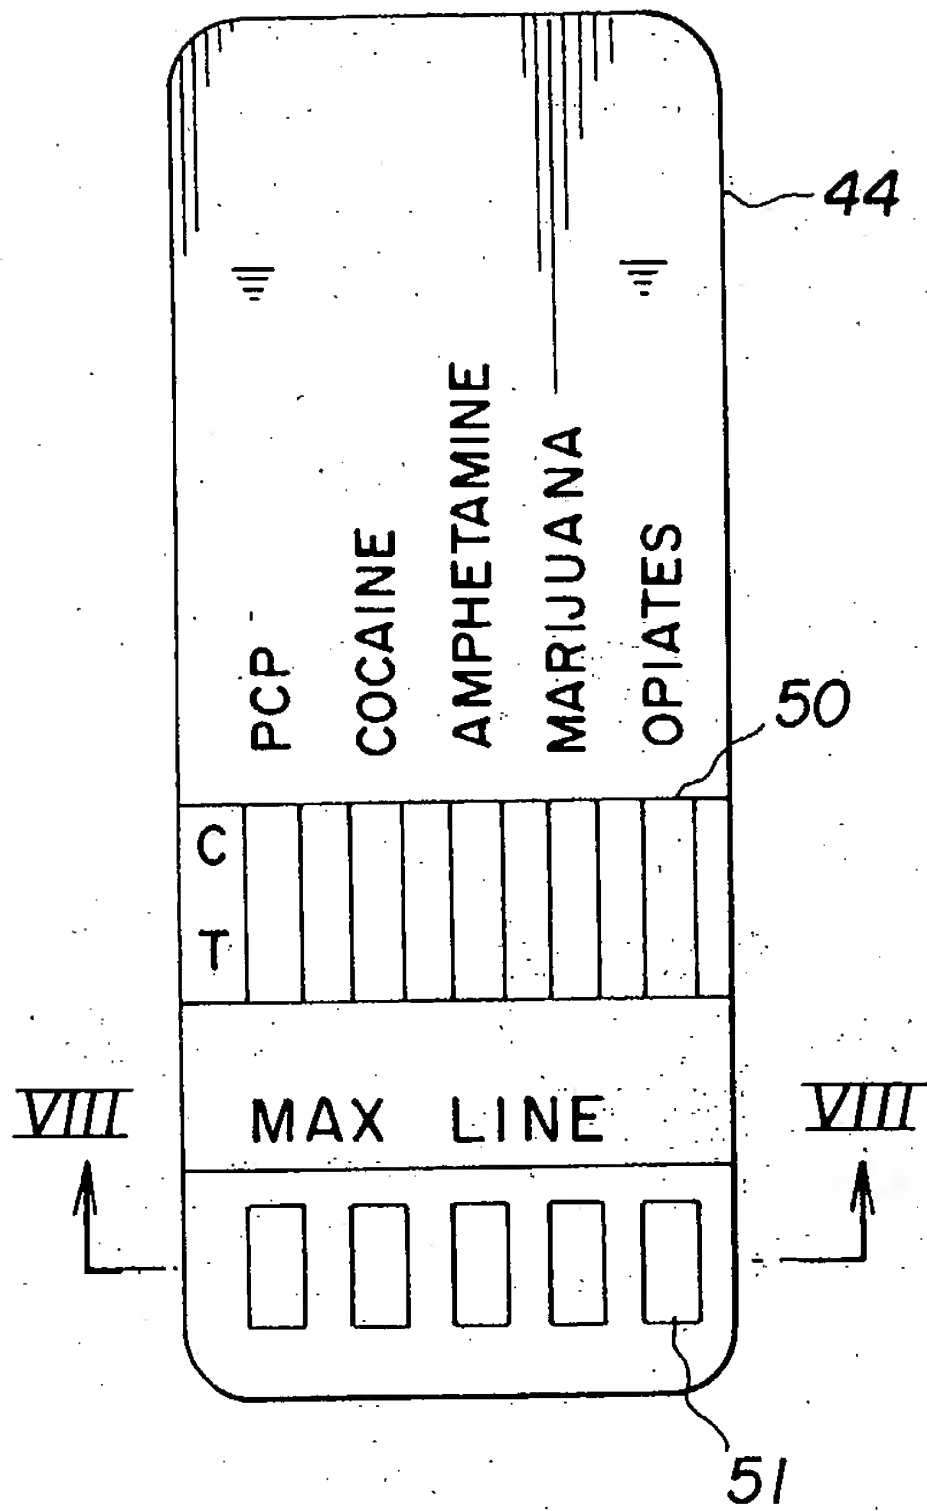 44
PCP
COCAINE
AMPHETAMINE
MARIJUANA
OPIATES
50
C
T
VIII
MAX LINE
VIII
51